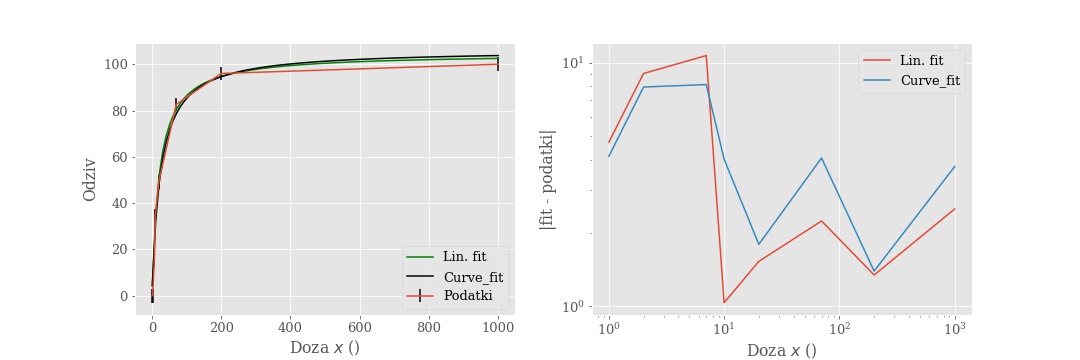 100
80
60
40
20
0
Odziv
Lin. fit
Curve_fit
Podatki
0 200 400 600 800 1000
Doza x ()
10¹
10⁰
|fit - podatki|
Lin. fit
Curve_fit
10⁰ 10¹ 10² 10³
Doza x ()